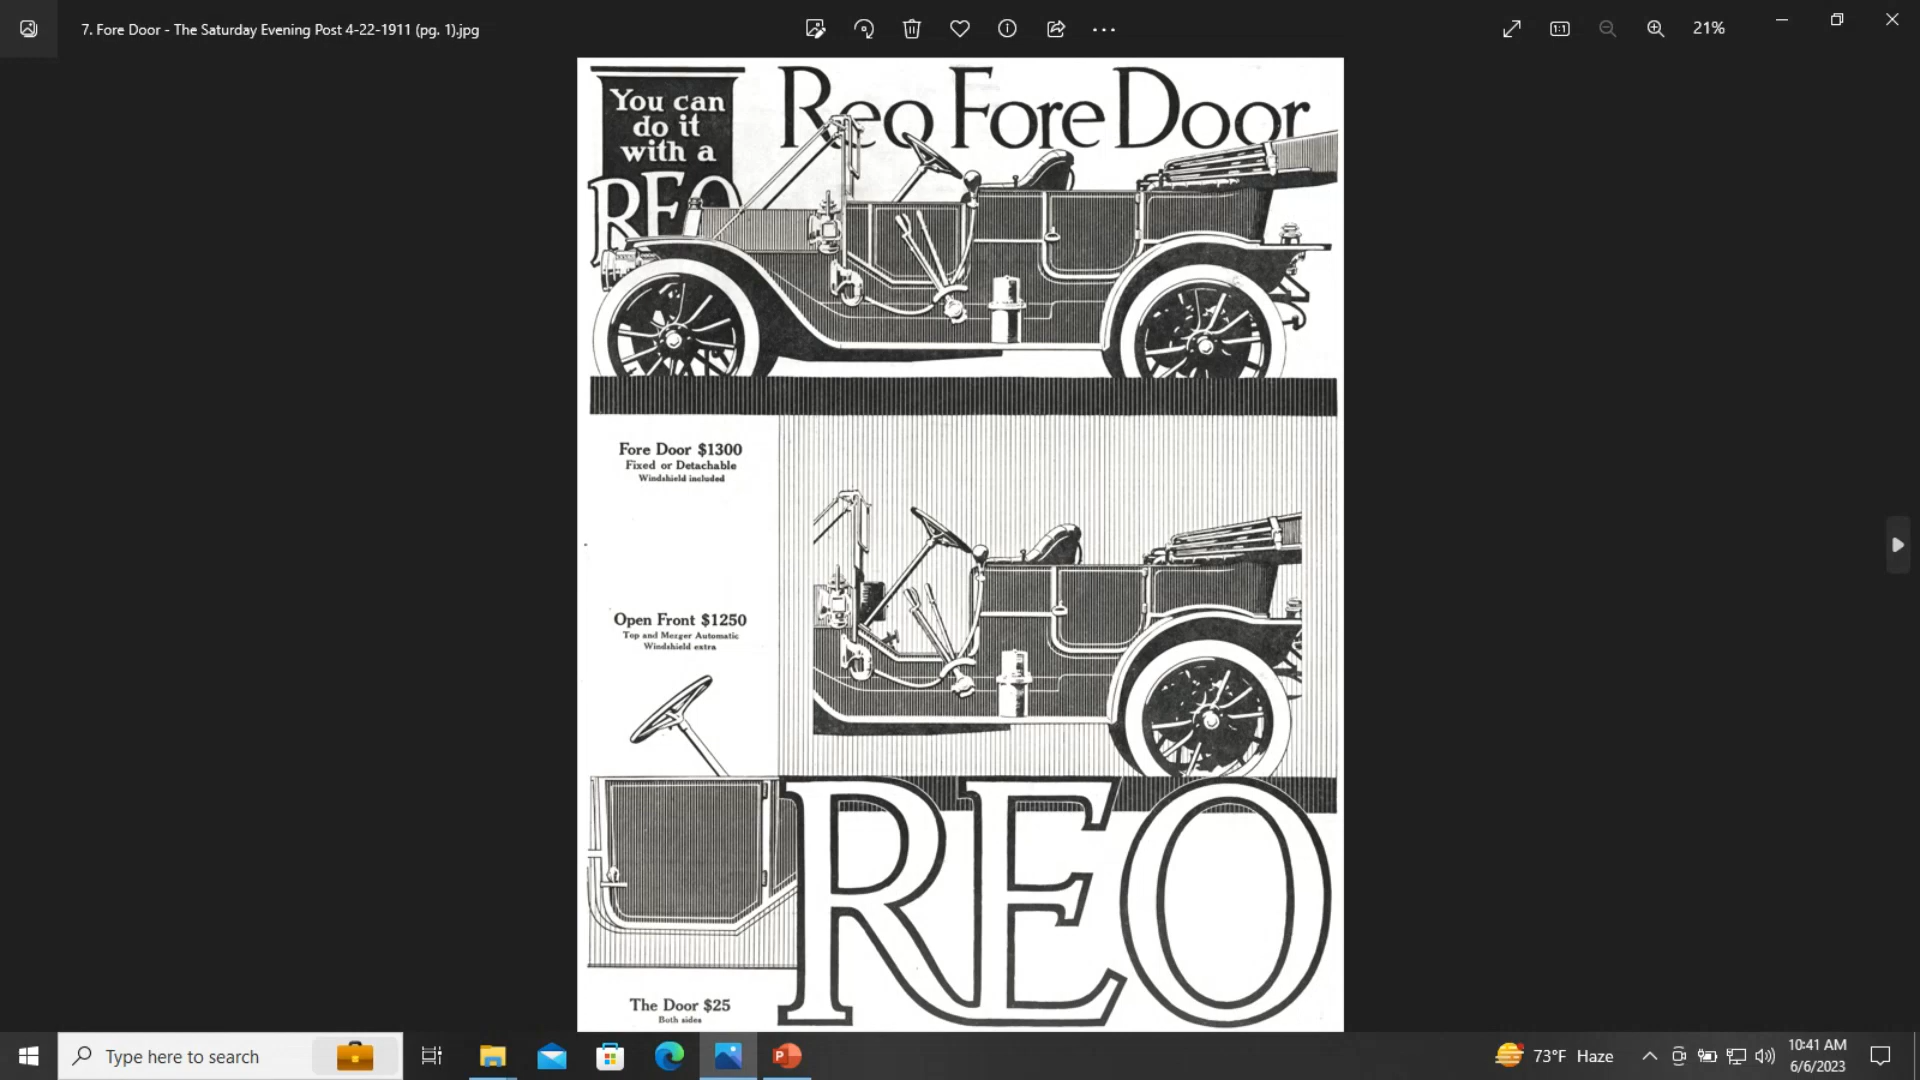 7. Fore Door - The Saturday Evening Post 4-22-1911 (pg. 1).jpg
1:1
21%
You can
do it
with a
REO
Reo Fore Door
Fore Door $1300
Fixed or Detachable
Windshield included
Open Front $1250
Top and Mezger Automatic
Windshield extra
REO
The Door $25
Both sides
Type here to search
P
73°F Haze
10:41 AM
6/6/2023